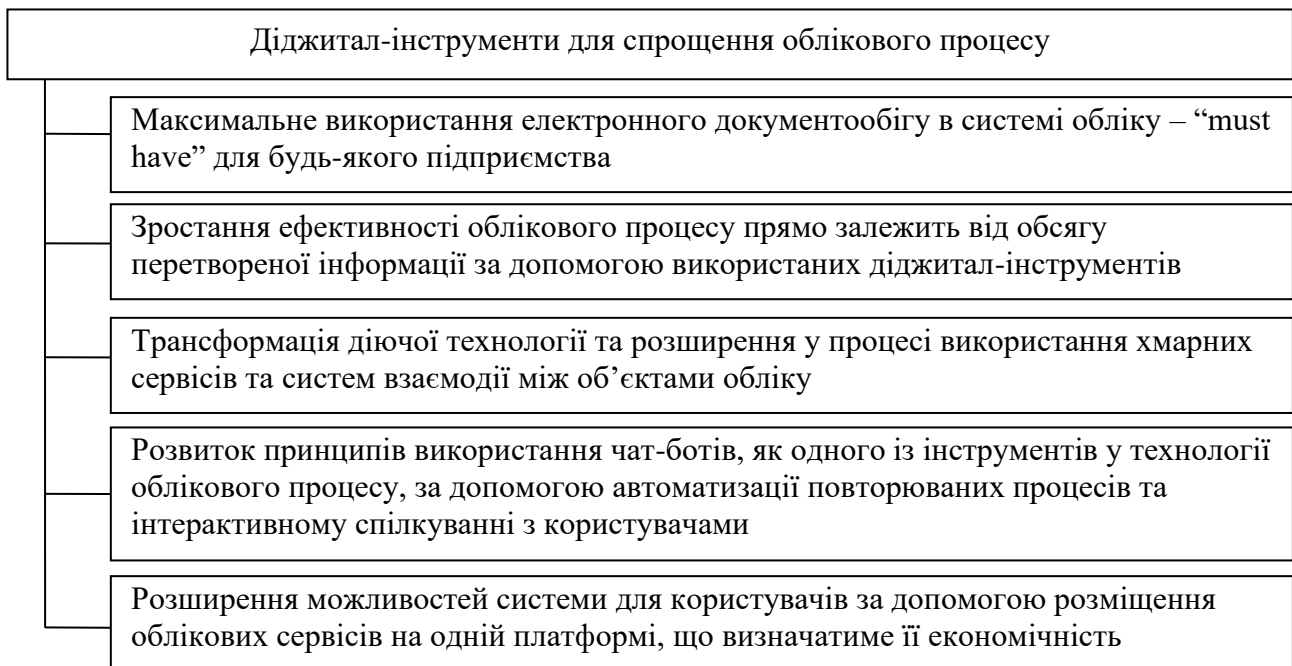 Діджитал-інструменти для спрощення облікового процесу
Максимальне використання електронного документообігу в системі обліку – “must
have” для будь-якого підприємства
Зростання ефективності облікового процесу прямо залежить від обсягу
перетвореної інформації за допомогою використаних діджитал-інструментів
Трансформація діючої технології та розширення у процесі використання хмарних
сервісів та систем взаємодії між об’єктами обліку
Розвиток принципів використання чат-ботів, як одного із інструментів у технології
облікового процесу, за допомогою автоматизації повторюваних процесів та
інтерактивному спілкуванні з користувачами
Розширення можливостей системи для користувачів за допомогою розміщення
облікових сервісів на одній платформі, що визначатиме її економічність